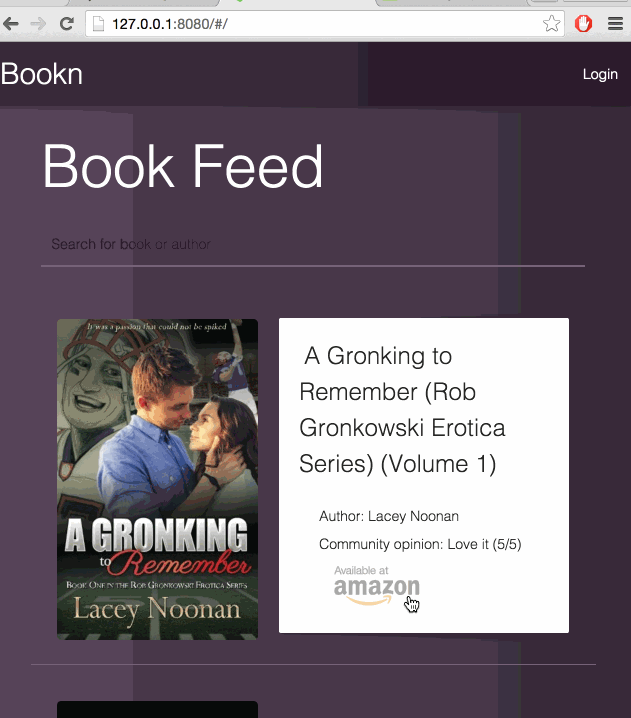 127.0.0.1:8080/#/
Bookn
Login
Book Feed
Search for book or author
It was a passion that could not be spiked
A GRONKING
to Remember
BOOK ONE IN THE ROB GRONKOWSKI EROTICA SERIES
Lacey Noonan
A Gronking to
Remember (Rob
Gronkowski Erotica
Series) (Volume 1)
Author: Lacey Noonan
Community opinion: Love it (5/5)
Available at
amazon